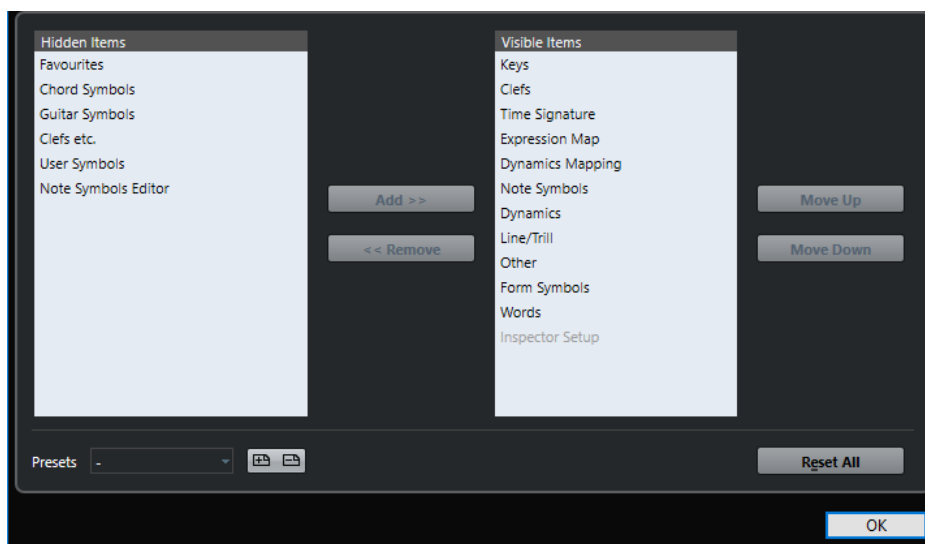 Hidden Items
Favourites
Chord Symbols
Guitar Symbols
Clefs etc.
User Symbols
Note Symbols Editor
Add >>
<< Remove
Visible Items
Keys
Clefs
Time Signature
Expression Map
Dynamics Mapping
Note Symbols
Dynamics
Line/Trill
Other
Form Symbols
Words
Inspector Setup
Move Up
Move Down
Presets -
Reset All
OK